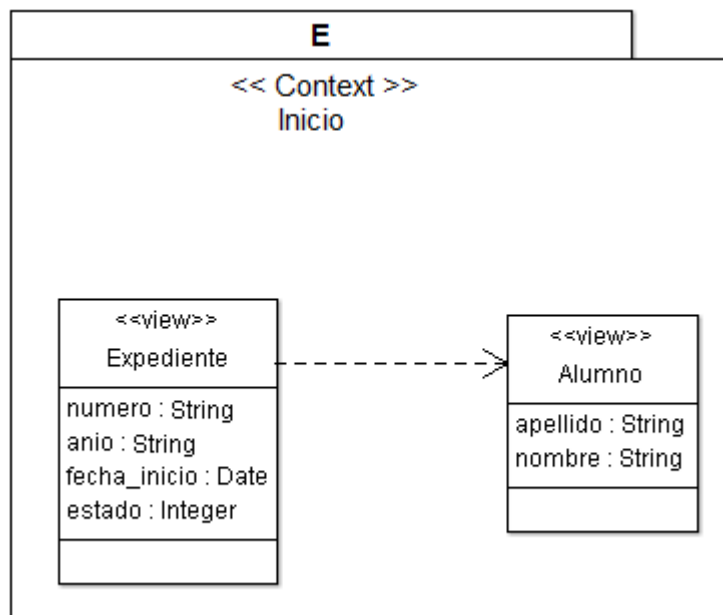 E
<< Context >>
Inicio
<<view>>
Expediente
numero : String
anio : String
fecha_inicio : Date
estado : Integer
<<view>>
Alumno
apellido : String
nombre : String